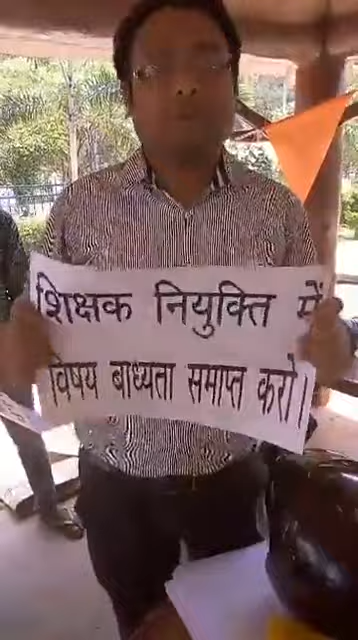 शिक्षक नियुक्ति में
विषय बाध्यता समाप्त करो।